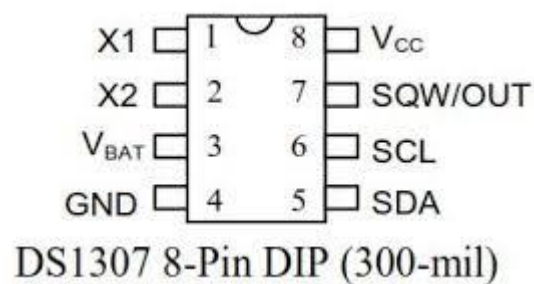 X1 1 8 VCC
X2 2 7 SQW/OUT
VBAT 3 6 SCL
GND 4 5 SDA
DS1307 8-Pin DIP (300-mil)